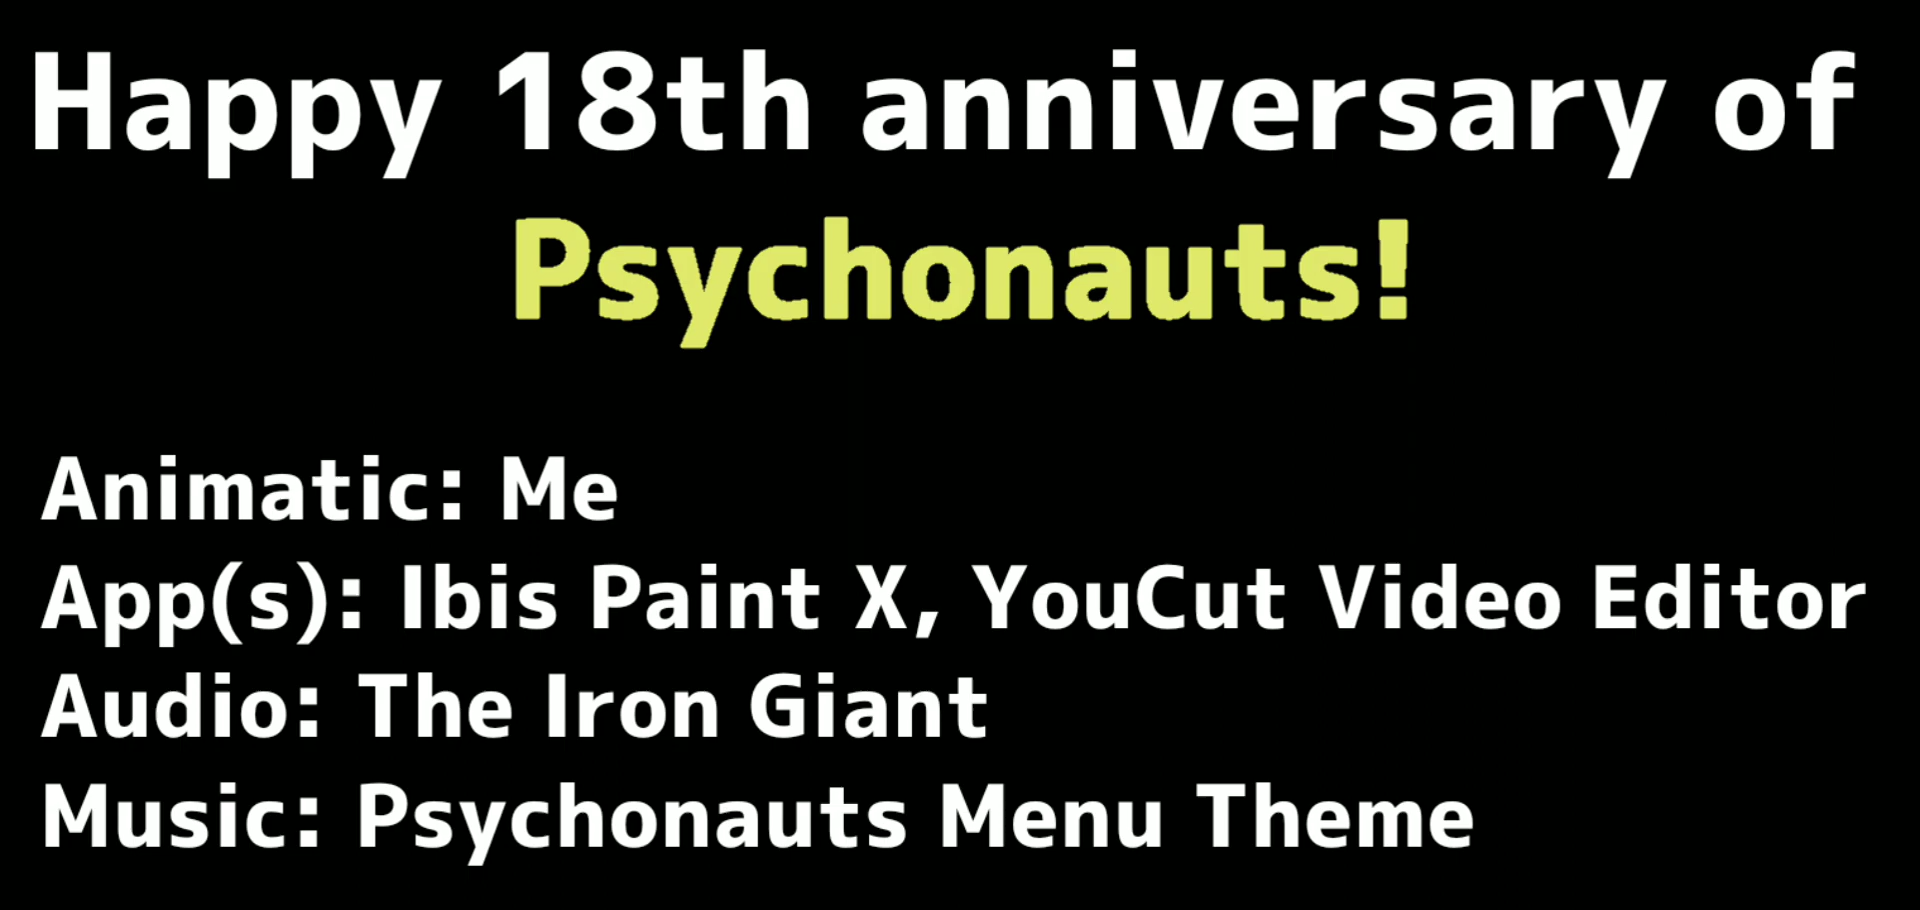 Happy 18th anniversary of
Psychonauts!
Animatic: Me
App(s): Ibis Paint X, YouCut Video Editor
Audio: The Iron Giant
Music: Psychonauts Menu Theme